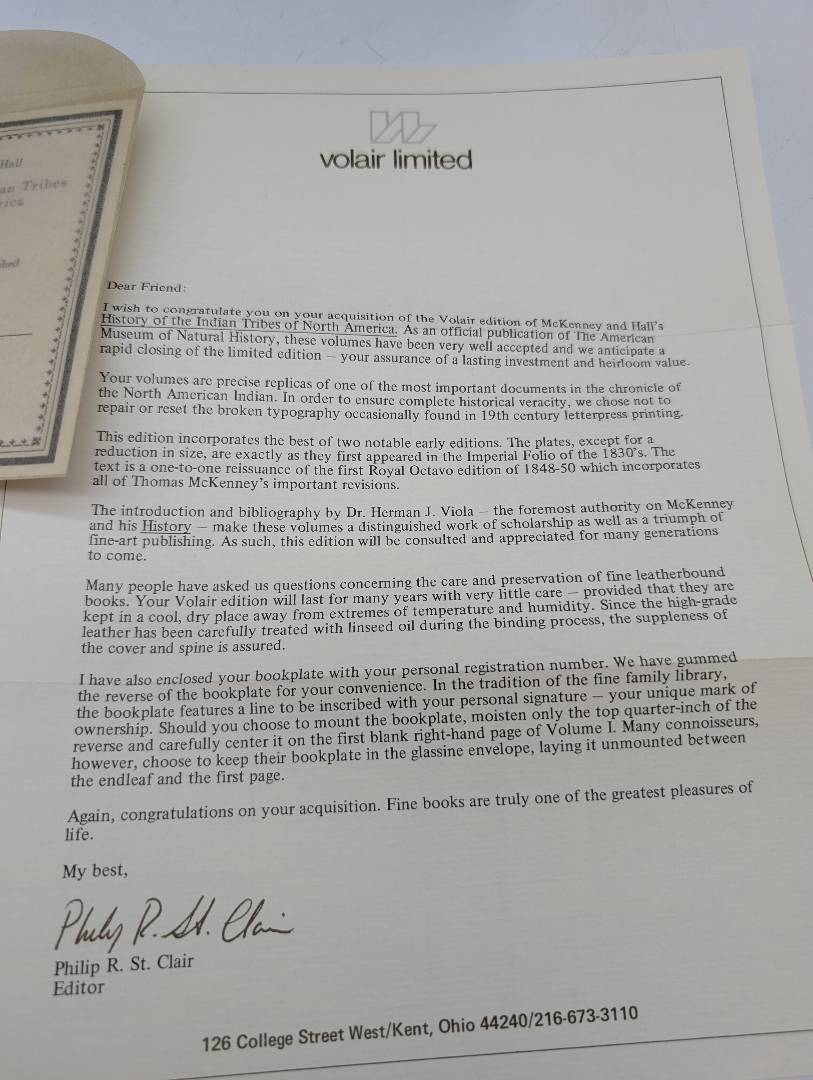 Hall
an Tribes
rica
volair limited
Dear Friend:
I wish to congratulate you on your acquisition of the Volair edition of McKenney and Hall's
History of the Indian Tribes of North America. As an official publication of The American
Museum of Natural History, these volumes have been very well accepted and we anticipate a
rapid closing of the limited edition — your assurance of a lasting investment and heirloom value.
Your volumes are precise replicas of one of the most important documents in the chronicle of
the North American Indian. In order to ensure complete historical veracity, we chose not to
repair or reset the broken typography occasionally found in 19th century letterpress printing.
This edition incorporates the best of two notable early editions. The plates, except for a
reduction in size, are exactly as they first appeared in the Imperial Folio of the 1830's. The
text is a one-to-one reissuance of the first Royal Octavo edition of 1848-50 which incorporates
all of Thomas McKenney's important revisions.
The introduction and bibliography by Dr. Herman J. Viola — the foremost authority on McKenney
and his History — make these volumes a distinguished work of scholarship as well as a triumph of
fine-art publishing. As such, this edition will be consulted and appreciated for many generations
to come.
Many people have asked us questions concerning the care and preservation of fine leatherbound
books. Your Volair edition will last for many years with very little care — provided that they are
kept in a cool, dry place away from extremes of temperature and humidity. Since the high-grade
leather has been carefully treated with linseed oil during the binding process, the suppleness of
the cover and spine is assured.
I have also enclosed your bookplate with your personal registration number. We have gummed
the reverse of the bookplate for your convenience. In the tradition of the fine family library,
the bookplate features a line to be inscribed with your personal signature — your unique mark of
ownership. Should you choose to mount the bookplate, moisten only the top quarter-inch of the
reverse and carefully center it on the first blank right-hand page of Volume I. Many connoisseurs,
however, choose to keep their bookplate in the glassine envelope, laying it unmounted between
the endleaf and the first page.
Again, congratulations on your acquisition. Fine books are truly one of the greatest pleasures of
life.
My best,
Philip R. St. Clair
Philip R. St. Clair
Editor
126 College Street West/Kent, Ohio 44240/216-673-3110